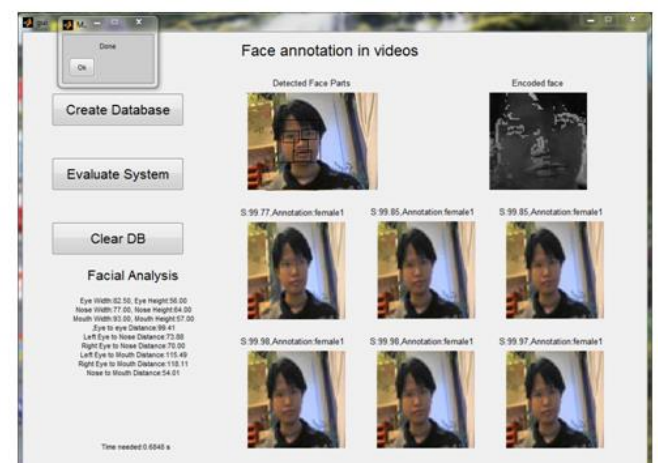 Done
Ok
Face annotation in videos
Detected Face Parts
Encoded face
Create Database
Evaluate System
Clear DB
S:99.77,Annotation:female1
S:99.85,Annotation:female1
S:99.85,Annotation:female1
Facial Analysis
Eye Width:82.50, Eye Height:56.00
Nose Width:77.00, Nose Height:64.00
Mouth Width:93.00, Mouth Height:57.00
,Eye to eye Distance:99.41
Left Eye to Nose Distance:73.88
Right Eye to Nose Distance:70.00
Left Eye to Mouth Distance:115.49
Right Eye to Mouth Distance:118.11
Nose to Mouth Distance:54.01
S:99.98,Annotation:female1
S:99.98,Annotation:female1
S:99.97,Annotation:female1
Time needed:0.6848 s